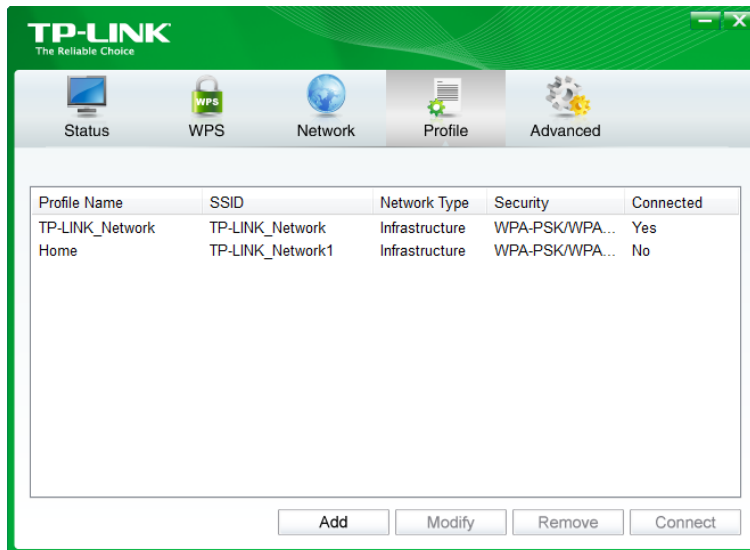 TP-LINK
The Reliable Choice
Status WPS Network Profile Advanced
WPS
Profile Name SSID Network Type Security Connected
TP-LINK_Network TP-LINK_Network Infrastructure WPA-PSK/WPA... Yes
Home TP-LINK_Network1 Infrastructure WPA-PSK/WPA... No
Add Modify Remove Connect